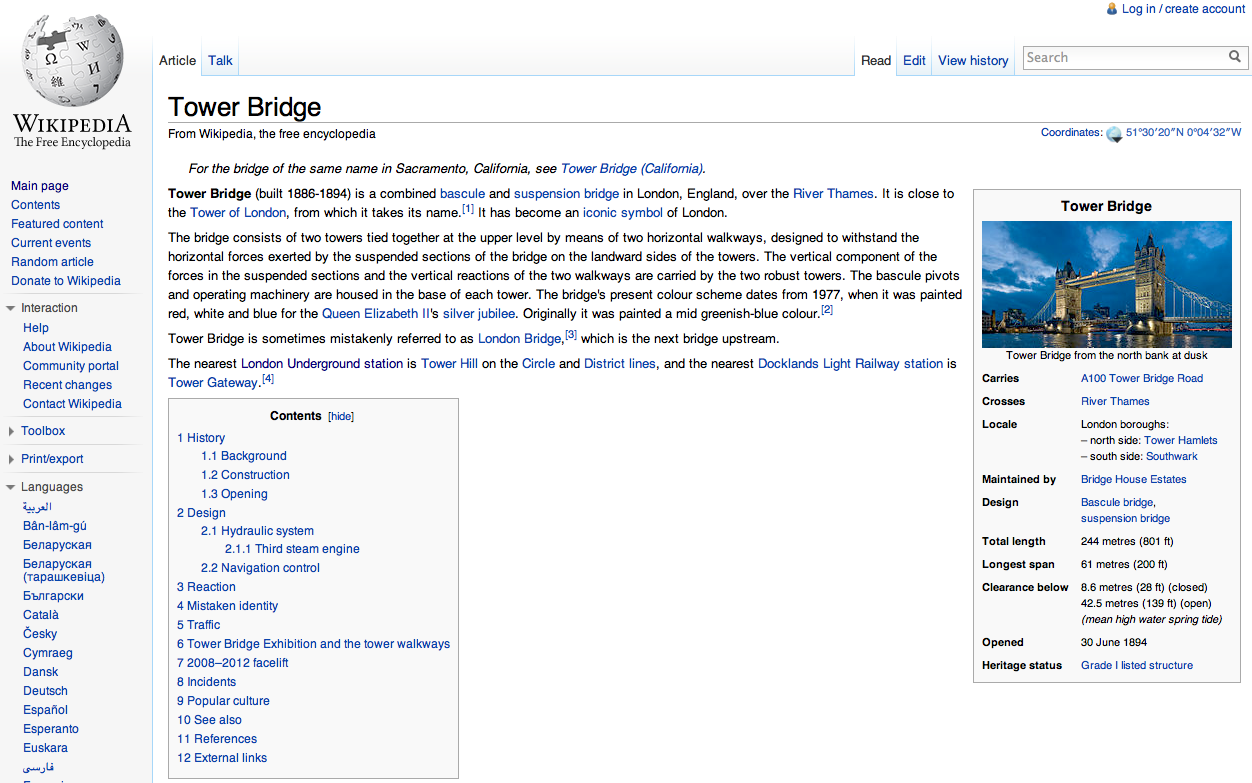 Log in / create account
WIKIPEDIA
The Free Encyclopedia
Article
Talk
Read
Edit
View history
Search
Tower Bridge
From Wikipedia, the free encyclopedia
Coordinates: 51°30′20″N 0°04′32″W
For the bridge of the same name in Sacramento, California, see Tower Bridge (California).
Tower Bridge (built 1886-1894) is a combined bascule and suspension bridge in London, England, over the River Thames. It is close to
the Tower of London, from which it takes its name.[1] It has become an iconic symbol of London.
The bridge consists of two towers tied together at the upper level by means of two horizontal walkways, designed to withstand the
horizontal forces exerted by the suspended sections of the bridge on the landward sides of the towers. The vertical component of the
forces in the suspended sections and the vertical reactions of the two walkways are carried by the two robust towers. The bascule pivots
and operating machinery are housed in the base of each tower. The bridge's present colour scheme dates from 1977, when it was painted
red, white and blue for the Queen Elizabeth II's silver jubilee. Originally it was painted a mid greenish-blue colour.[2]
Tower Bridge is sometimes mistakenly referred to as London Bridge,[3] which is the next bridge upstream.
The nearest London Underground station is Tower Hill on the Circle and District lines, and the nearest Docklands Light Railway station is
Tower Gateway.[4]
Contents [hide]
1 History
1.1 Background
1.2 Construction
1.3 Opening
2 Design
2.1 Hydraulic system
2.1.1 Third steam engine
2.2 Navigation control
3 Reaction
4 Mistaken identity
5 Traffic
6 Tower Bridge Exhibition and the tower walkways
7 2008–2012 facelift
8 Incidents
9 Popular culture
10 See also
11 References
12 External links
Tower Bridge
Tower Bridge from the north bank at dusk
Carries A100 Tower Bridge Road
Crosses River Thames
Locale London boroughs:
– north side: Tower Hamlets
– south side: Southwark
Maintained by Bridge House Estates
Design Bascule bridge,
suspension bridge
Total length 244 metres (801 ft)
Longest span 61 metres (200 ft)
Clearance below 8.6 metres (28 ft) (closed)
42.5 metres (139 ft) (open)
(mean high water spring tide)
Opened 30 June 1894
Heritage status Grade I listed structure
Main page
Contents
Featured content
Current events
Random article
Donate to Wikipedia
Interaction
Help
About Wikipedia
Community portal
Recent changes
Contact Wikipedia
Toolbox
Print/export
Languages
العربية
Bân-lâm-gú
Беларуская
Беларуская
(тарашкевіца)
Български
Català
Česky
Cymraeg
Dansk
Deutsch
Español
Esperanto
Euskara
فارسی